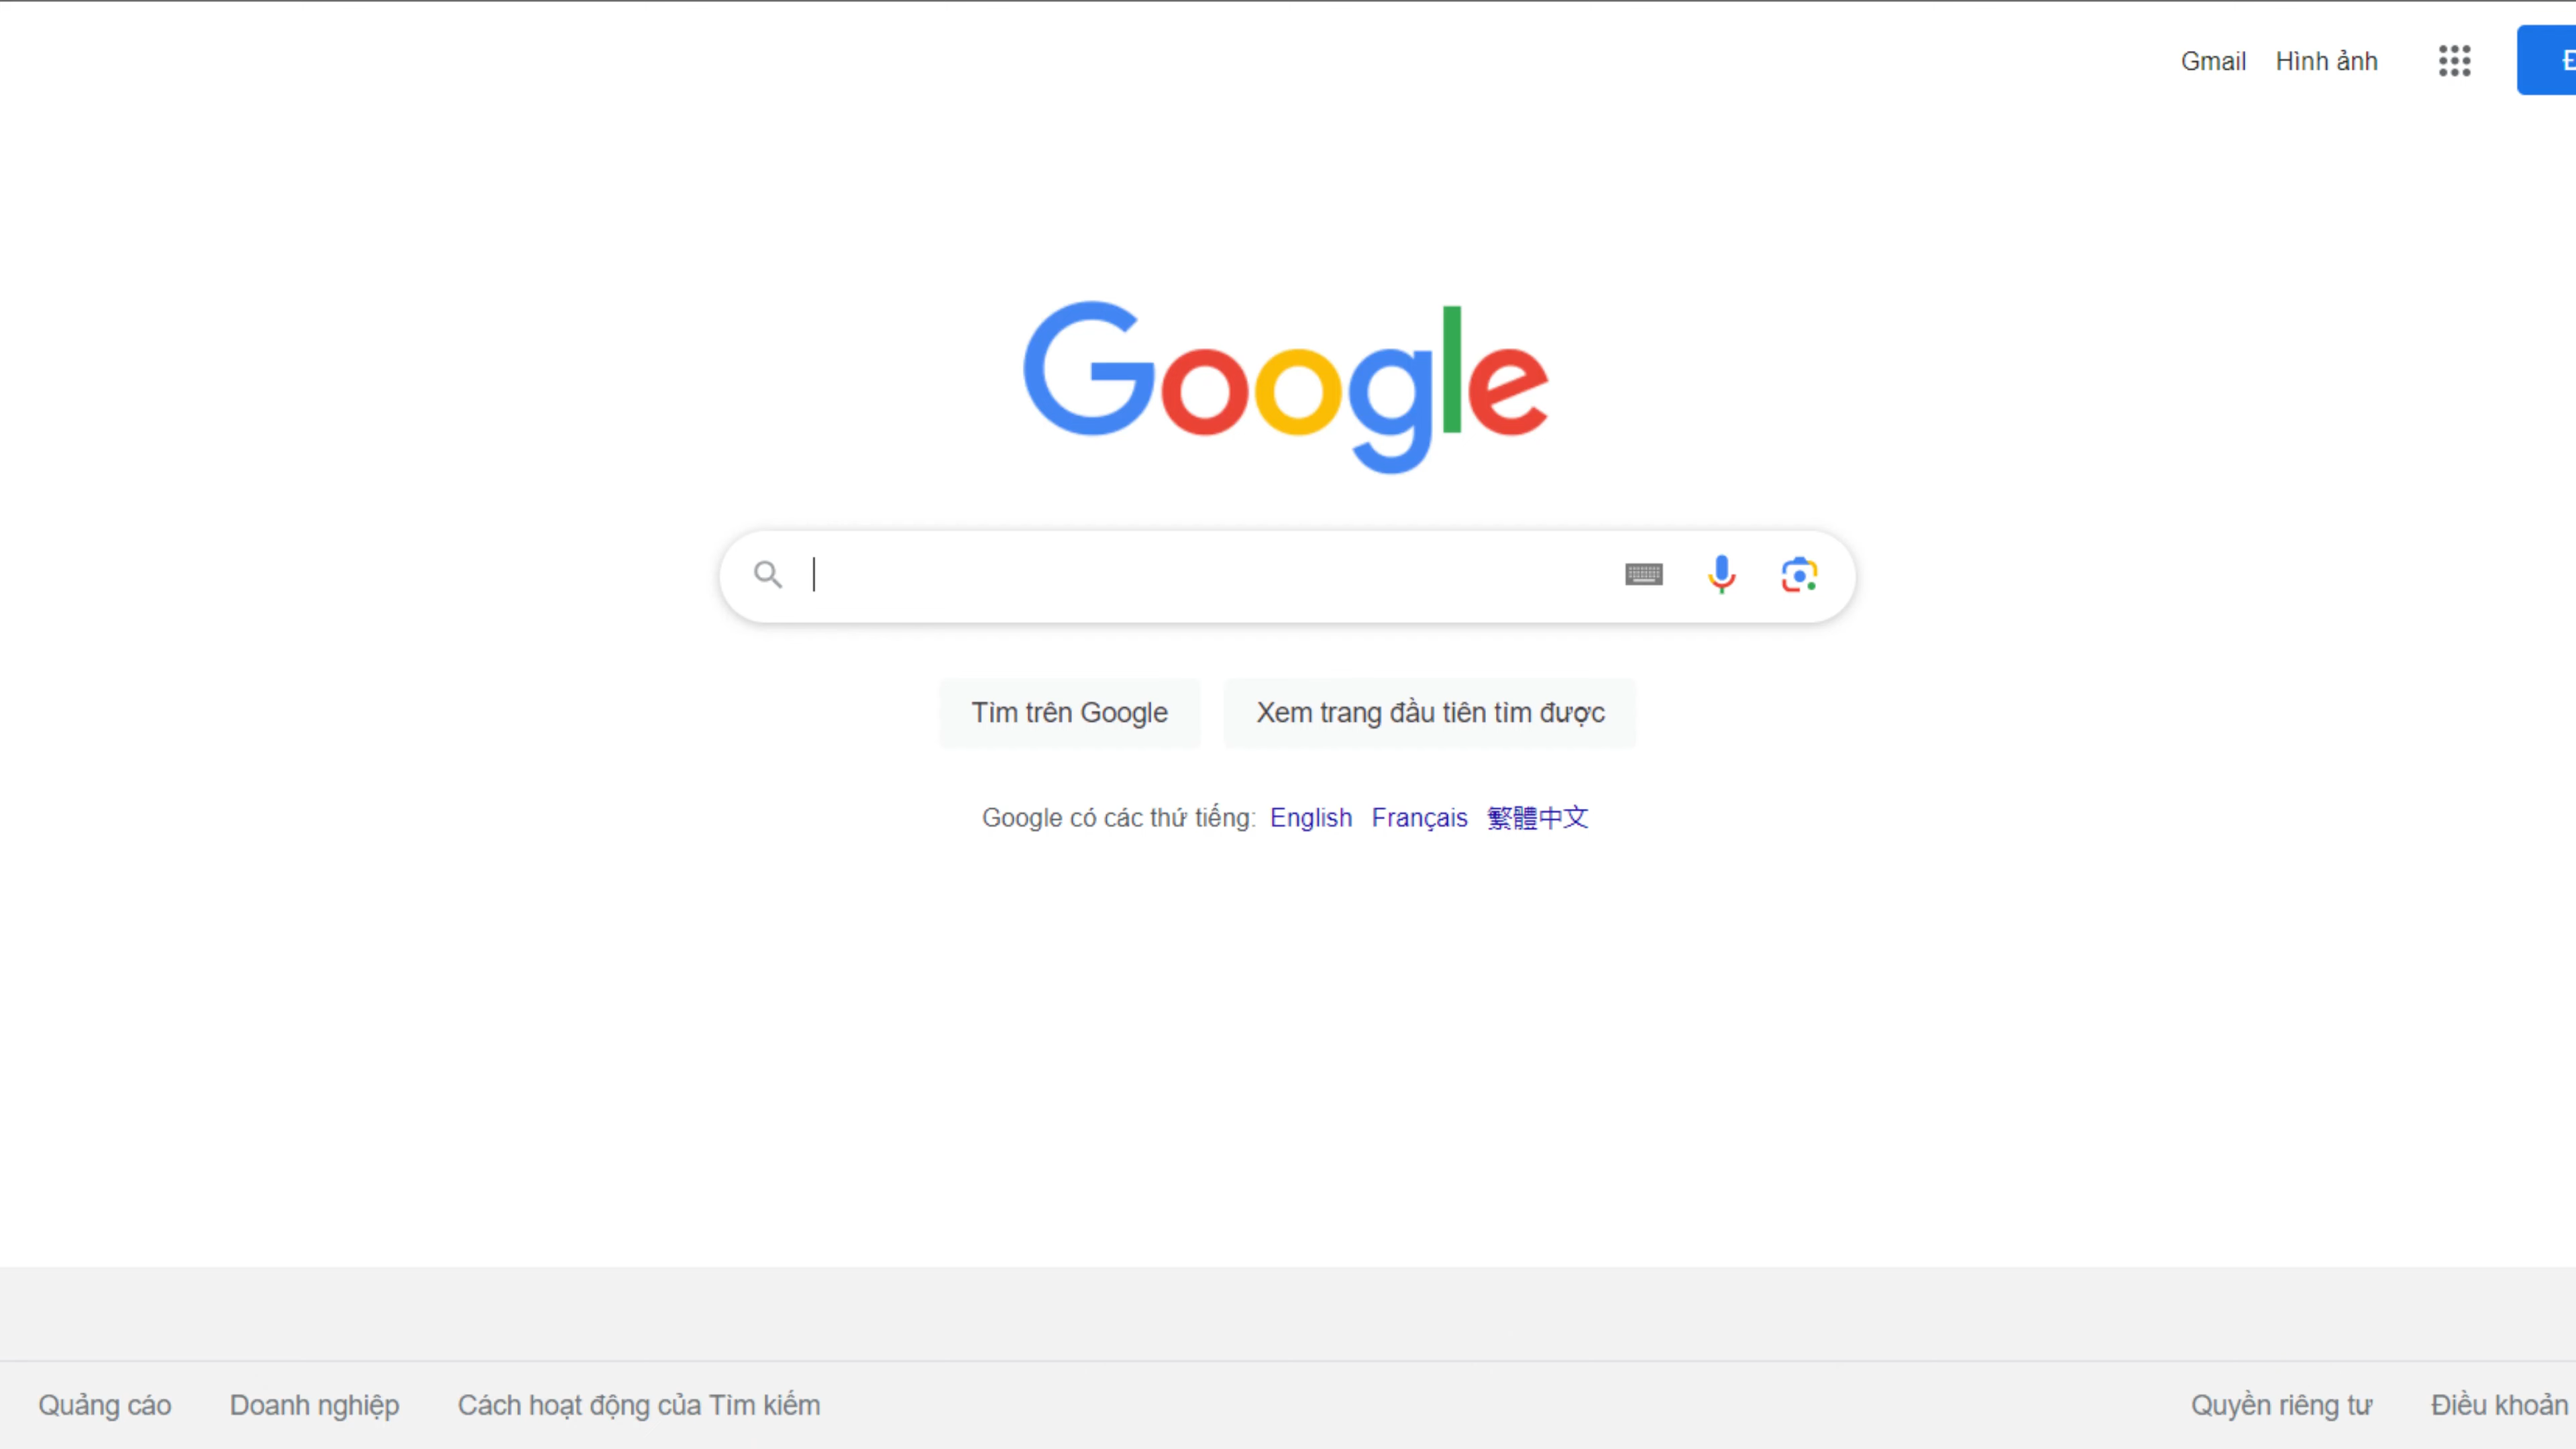 Gmail Hình ảnh
Google
Tìm trên Google Xem trang đầu tiên tìm được
Google có các thứ tiếng: English Français 繁體中文
Quảng cáo Doanh nghiệp Cách hoạt động của Tìm kiếm Quyền riêng tư Điều khoản